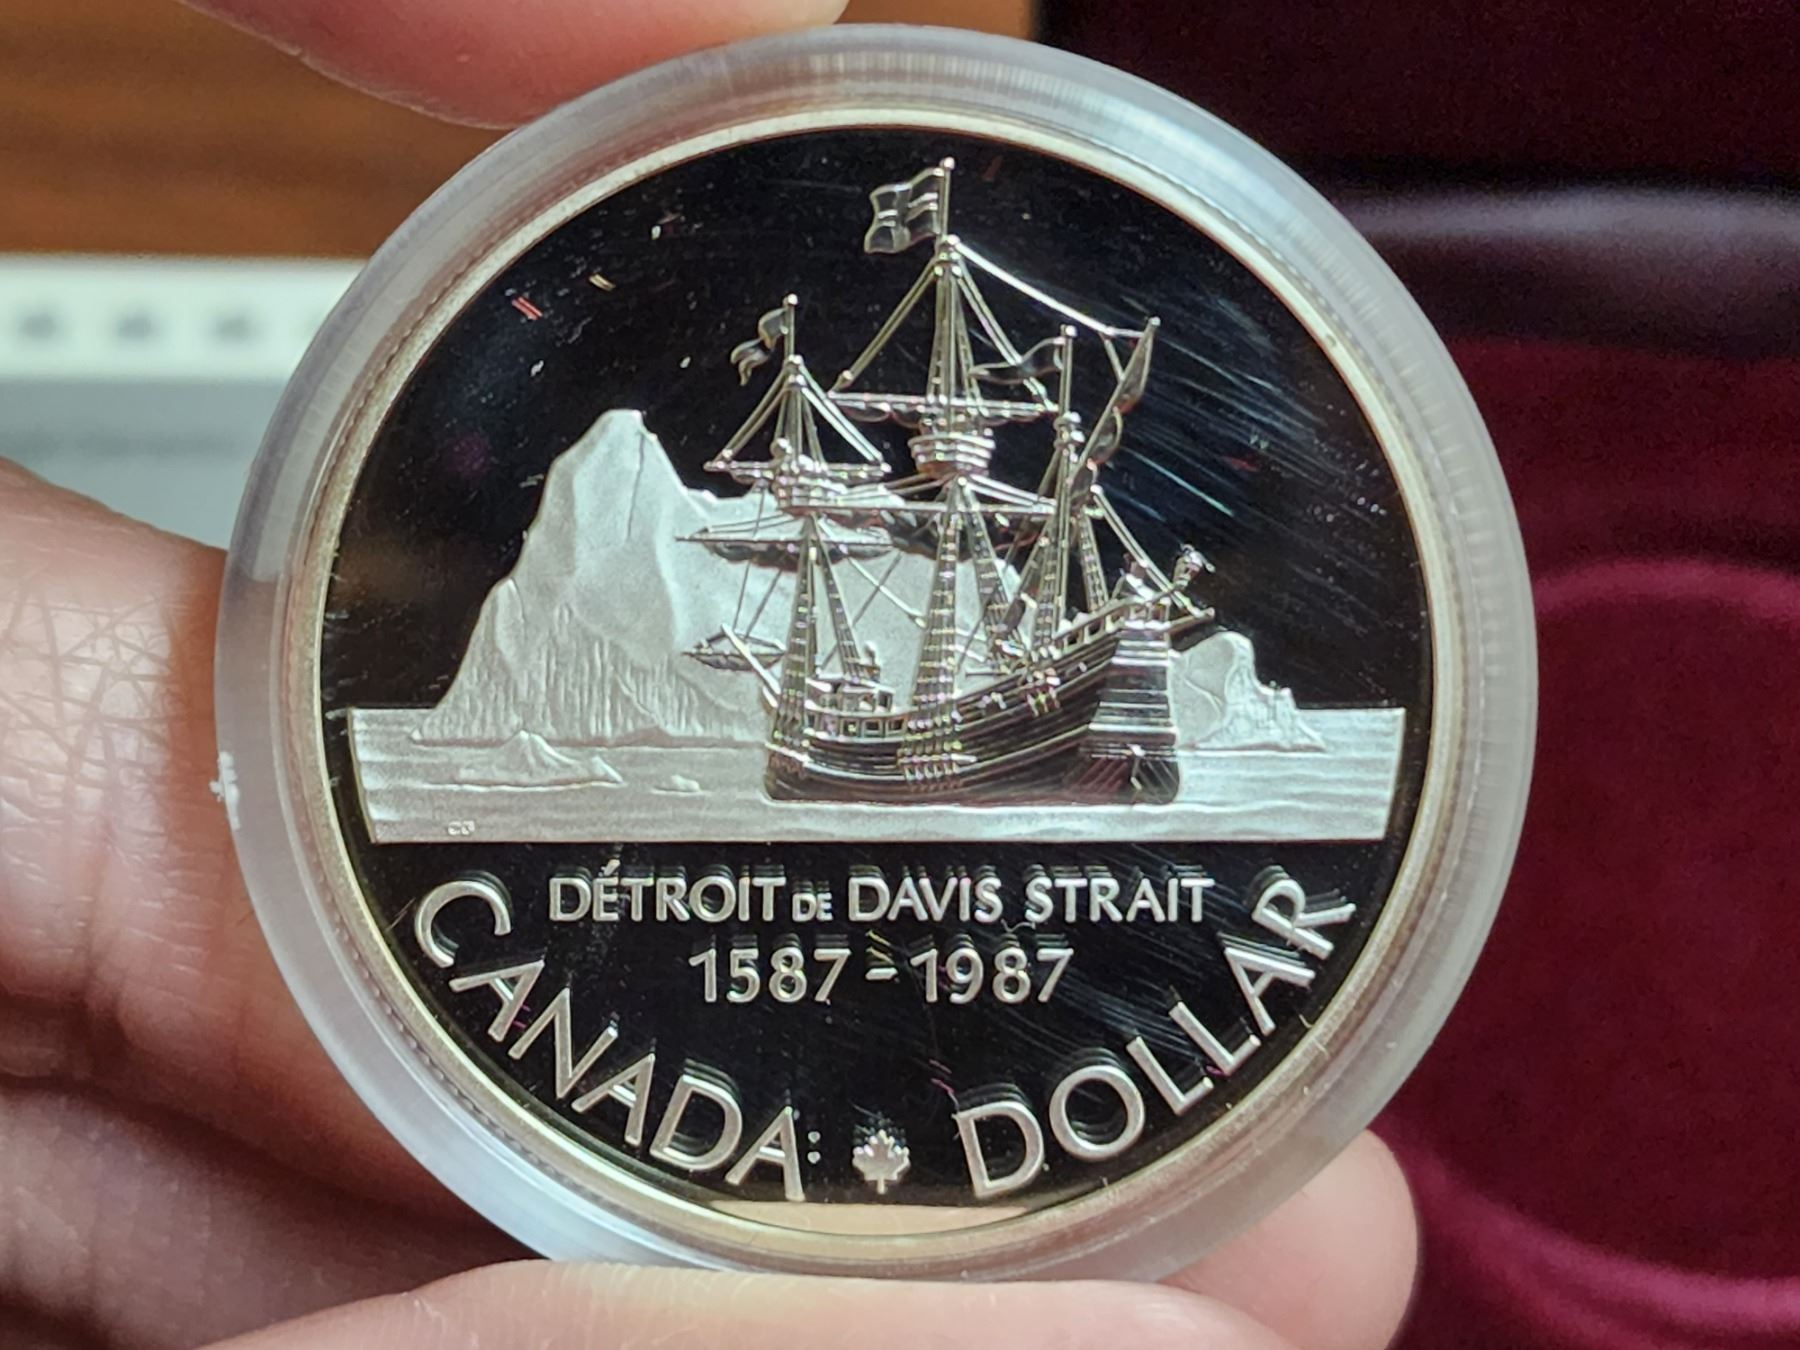 DÉTROIT DE DAVIS STRAIT
1587-1987
CANADA DOLLAR